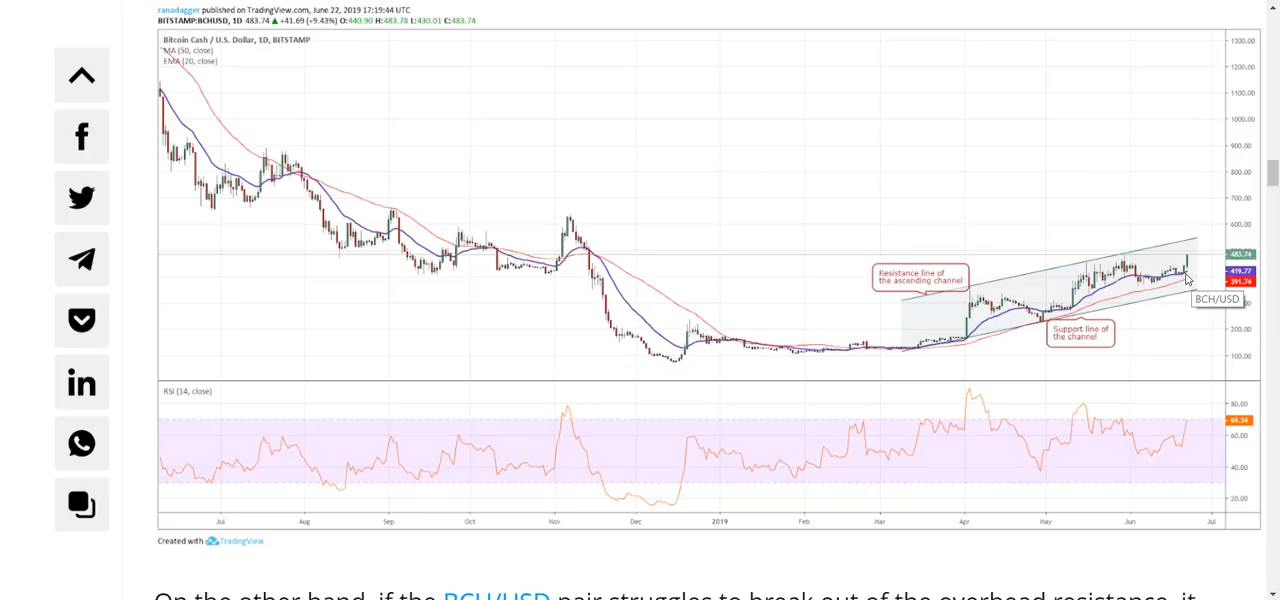 ranadagger published on TradingView.com, June 22, 2019 17:19:44 UTC
BITSTAMP:BCHUSD, 1D 483.74 ▲ +41.69 (+9.43%) O:440.90 H:483.78 L:430.01 C:483.74
Bitcoin Cash / U.S. Dollar, 1D, BITSTAMP
MA (50, close)
EMA (20, close)
1300.00
1200.00
1100.00
1000.00
900.00
800.00
700.00
600.00
483.74
419.77
391.74
200.00
100.00
Resistance line of
the ascending channel
Support line of
the channel
BCH/USD
RSI (14, close)
80.00
69.34
60.00
40.00
20.00
Jul
Aug
Sep
Oct
Nov
Dec
2019
Feb
Mar
Apr
May
Jun
Jul
Created with TradingView
On the other hand, if the BCH/USD pair struggles to break out of the overhead resistance, it